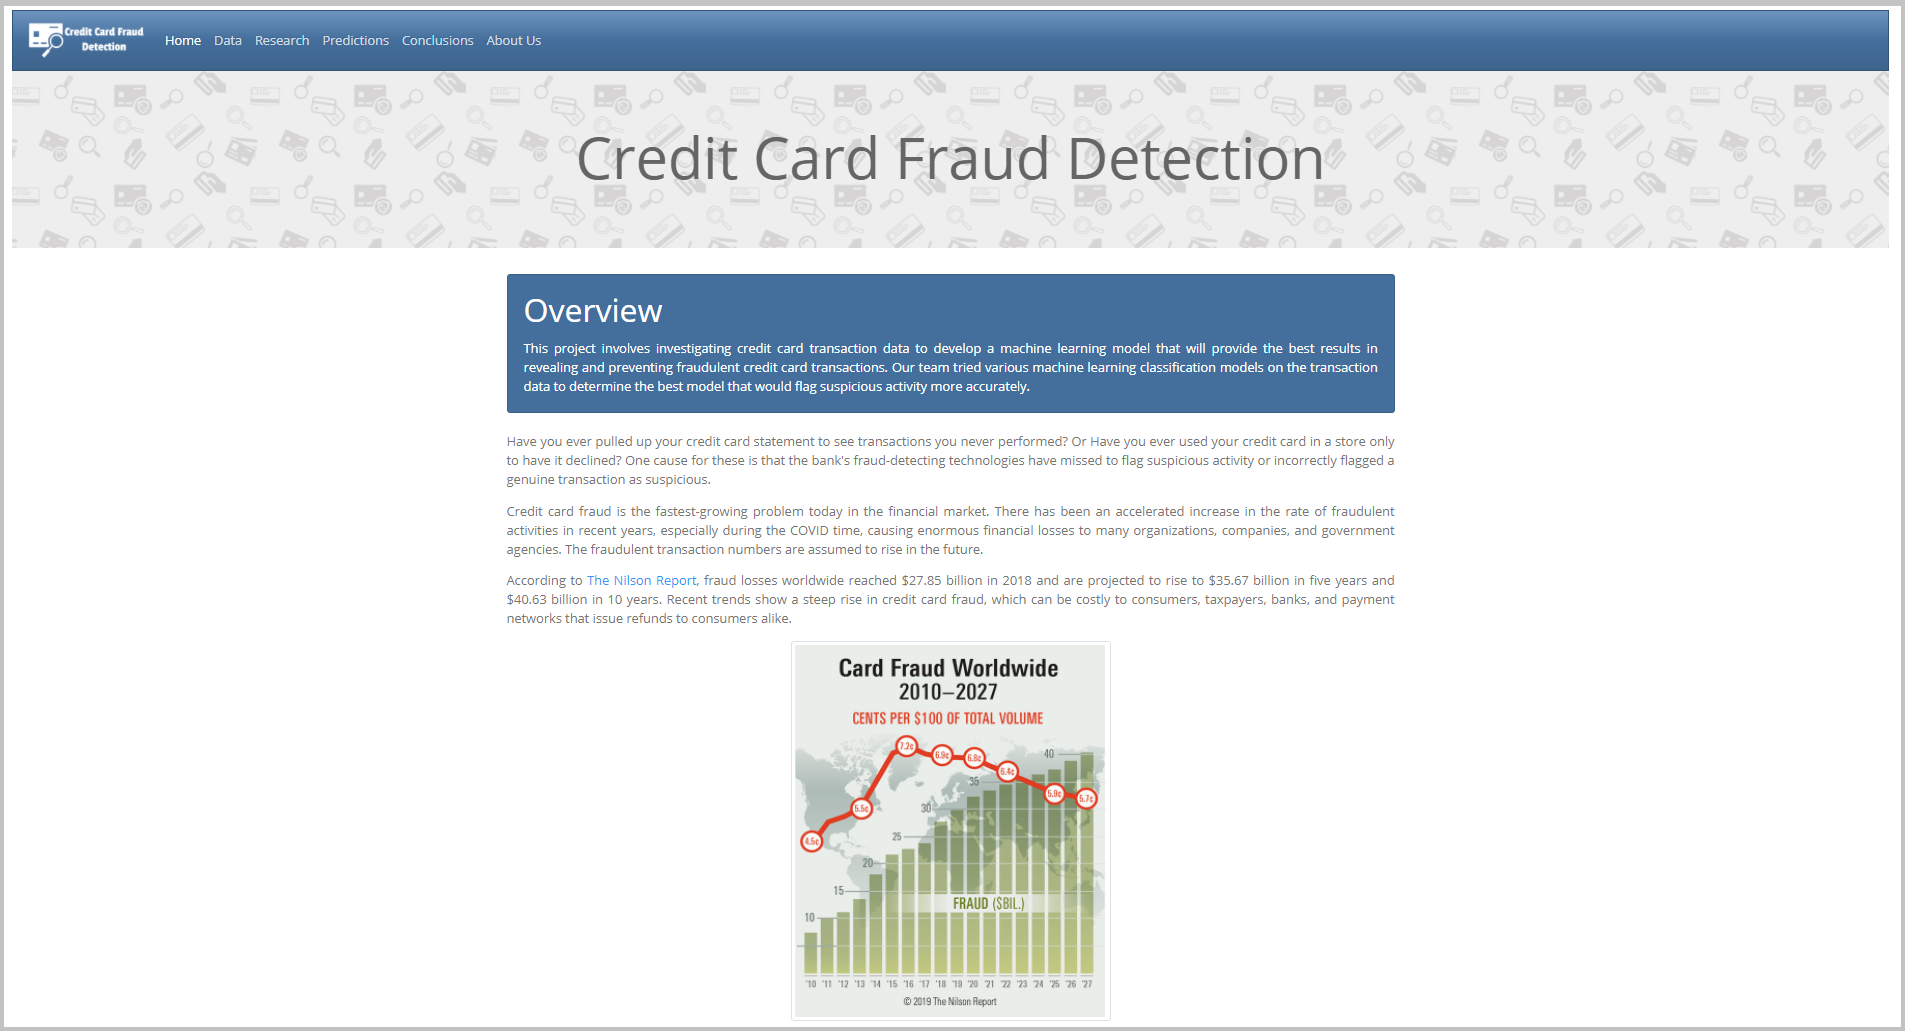 Credit Card Fraud
Detection
Home Data Research Predictions Conclusions About Us
Credit Card Fraud Detection
Overview
This project involves investigating credit card transaction data to develop a machine learning model that will provide the best results in
revealing and preventing fraudulent credit card transactions. Our team tried various machine learning classification models on the transaction
data to determine the best model that would flag suspicious activity more accurately.
Have you ever pulled up your credit card statement to see transactions you never performed? Or Have you ever used your credit card in a store only
to have it declined? One cause for these is that the bank's fraud-detecting technologies have missed to flag suspicious activity or incorrectly flagged a
genuine transaction as suspicious.
Credit card fraud is the fastest-growing problem today in the financial market. There has been an accelerated increase in the rate of fraudulent
activities in recent years, especially during the COVID time, causing enormous financial losses to many organizations, companies, and government
agencies. The fraudulent transaction numbers are assumed to rise in the future.
According to The Nilson Report, fraud losses worldwide reached $27.85 billion in 2018 and are projected to rise to $35.67 billion in five years and
$40.63 billion in 10 years. Recent trends show a steep rise in credit card fraud, which can be costly to consumers, taxpayers, banks, and payment
networks that issue refunds to consumers alike.
Card Fraud Worldwide
2010–2027
CENTS PER $100 OF TOTAL VOLUME
7.2¢
6.9¢
6.8¢
40
6.4¢
35
5.9¢
5.7¢
5.5¢
30
25
4.5¢
20
15
FRAUD ($BIL.)
10
'10 '11 '12 '13 '14 '15 '16 '17 '18 '19 '20 '21 '22 '23 '24 '25 '26 '27
© 2019 The Nilson Report